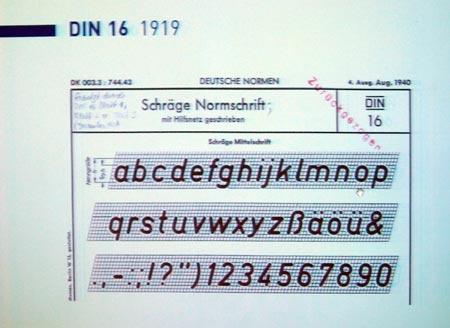 DIN 16 1919
DK 003.3 : 744.43 DEUTSCHE NORMEN 4. Ausg. Aug. 1940
Schräge Normschrift;
mit Hilfsnetz geschrieben
DIN
16
Zurückgezogen
Schräge Mittelschrift
abcdefghijklmnop
qrstuvwxyzßäöü&
.,-:;!?")1234567890